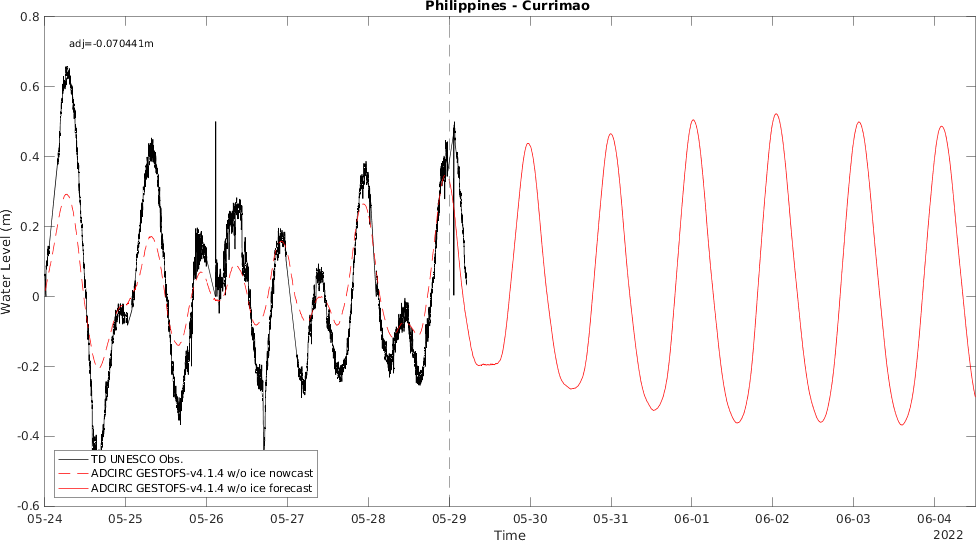 Philippines - Currimao
adj=-0.070441m
0.8
0.6
0.4
0.2
0
-0.2
-0.4
-0.6
Water Level (m)
TD UNESCO Obs.
ADCIRC GESTOFS-v4.1.4 w/o ice nowcast
ADCIRC GESTOFS-v4.1.4 w/o ice forecast
05-24 05-25 05-26 05-27 05-28 05-29 05-30 05-31 06-01 06-02 06-03 06-04
Time
2022